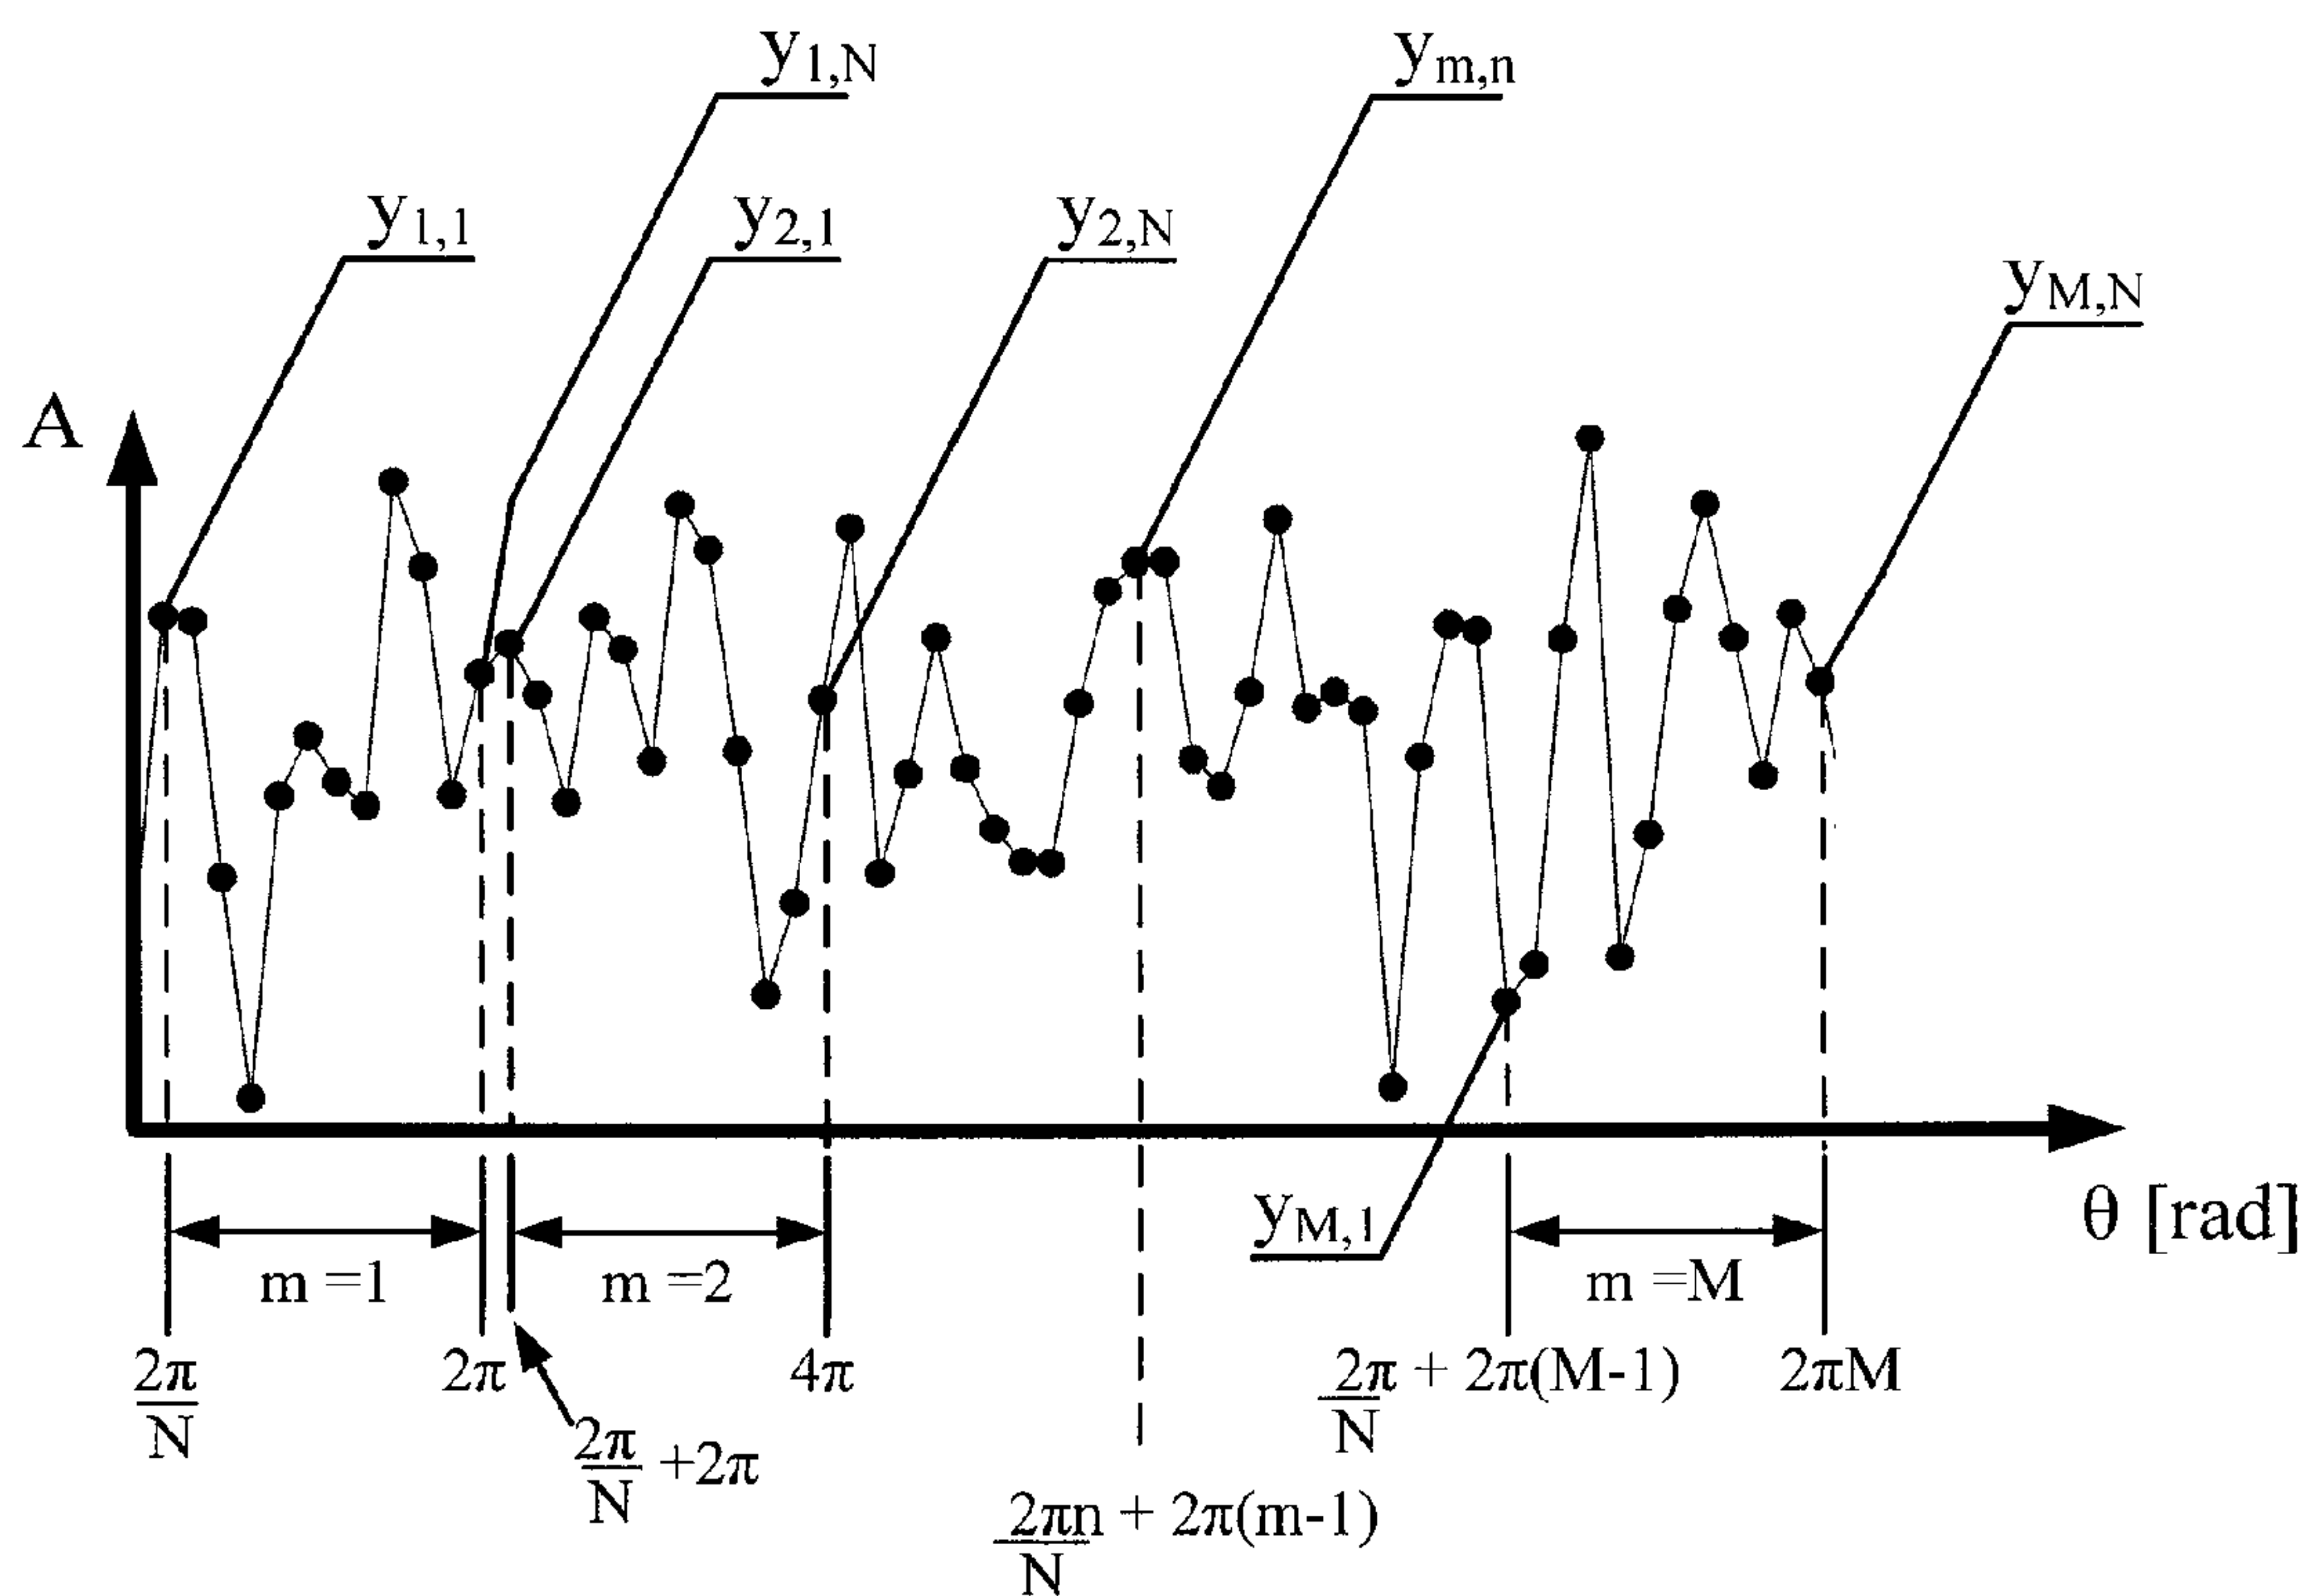 y1,N
ym,n
y1,1
y2,1
y2,N
yM,N
A
yM,1
θ [rad]
m =1
m =2
m =M
2π/N
2π
4π
2π/N + 2π(M-1)
2πM
2π/N +2π
2πn/N + 2π(m-1)